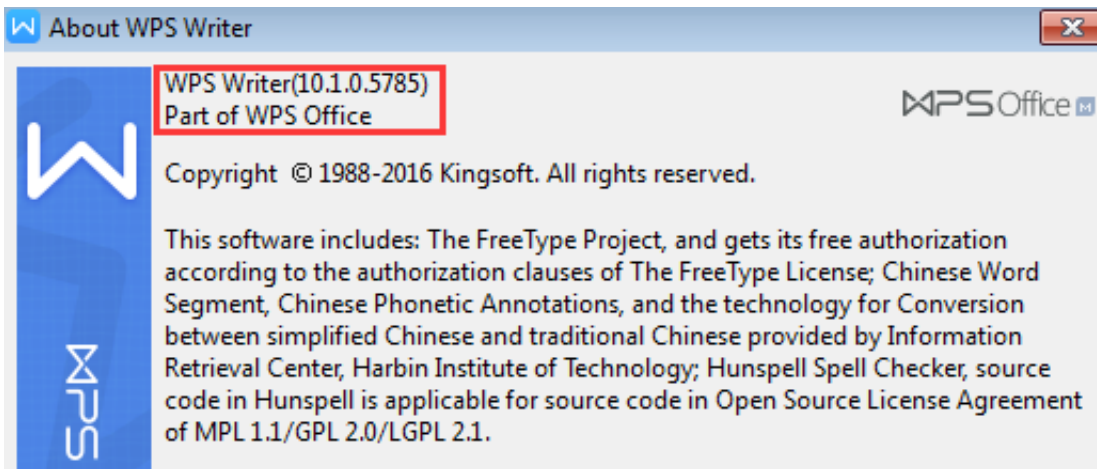 About WPS Writer
WPS Writer(10.1.0.5785)
Part of WPS Office
WPS Office M
Copyright © 1988-2016 Kingsoft. All rights reserved.
This software includes: The FreeType Project, and gets its free authorization
according to the authorization clauses of The FreeType License; Chinese Word
Segment, Chinese Phonetic Annotations, and the technology for Conversion
between simplified Chinese and traditional Chinese provided by Information
Retrieval Center, Harbin Institute of Technology; Hunspell Spell Checker, source
code in Hunspell is applicable for source code in Open Source License Agreement
of MPL 1.1/GPL 2.0/LGPL 2.1.
WPS